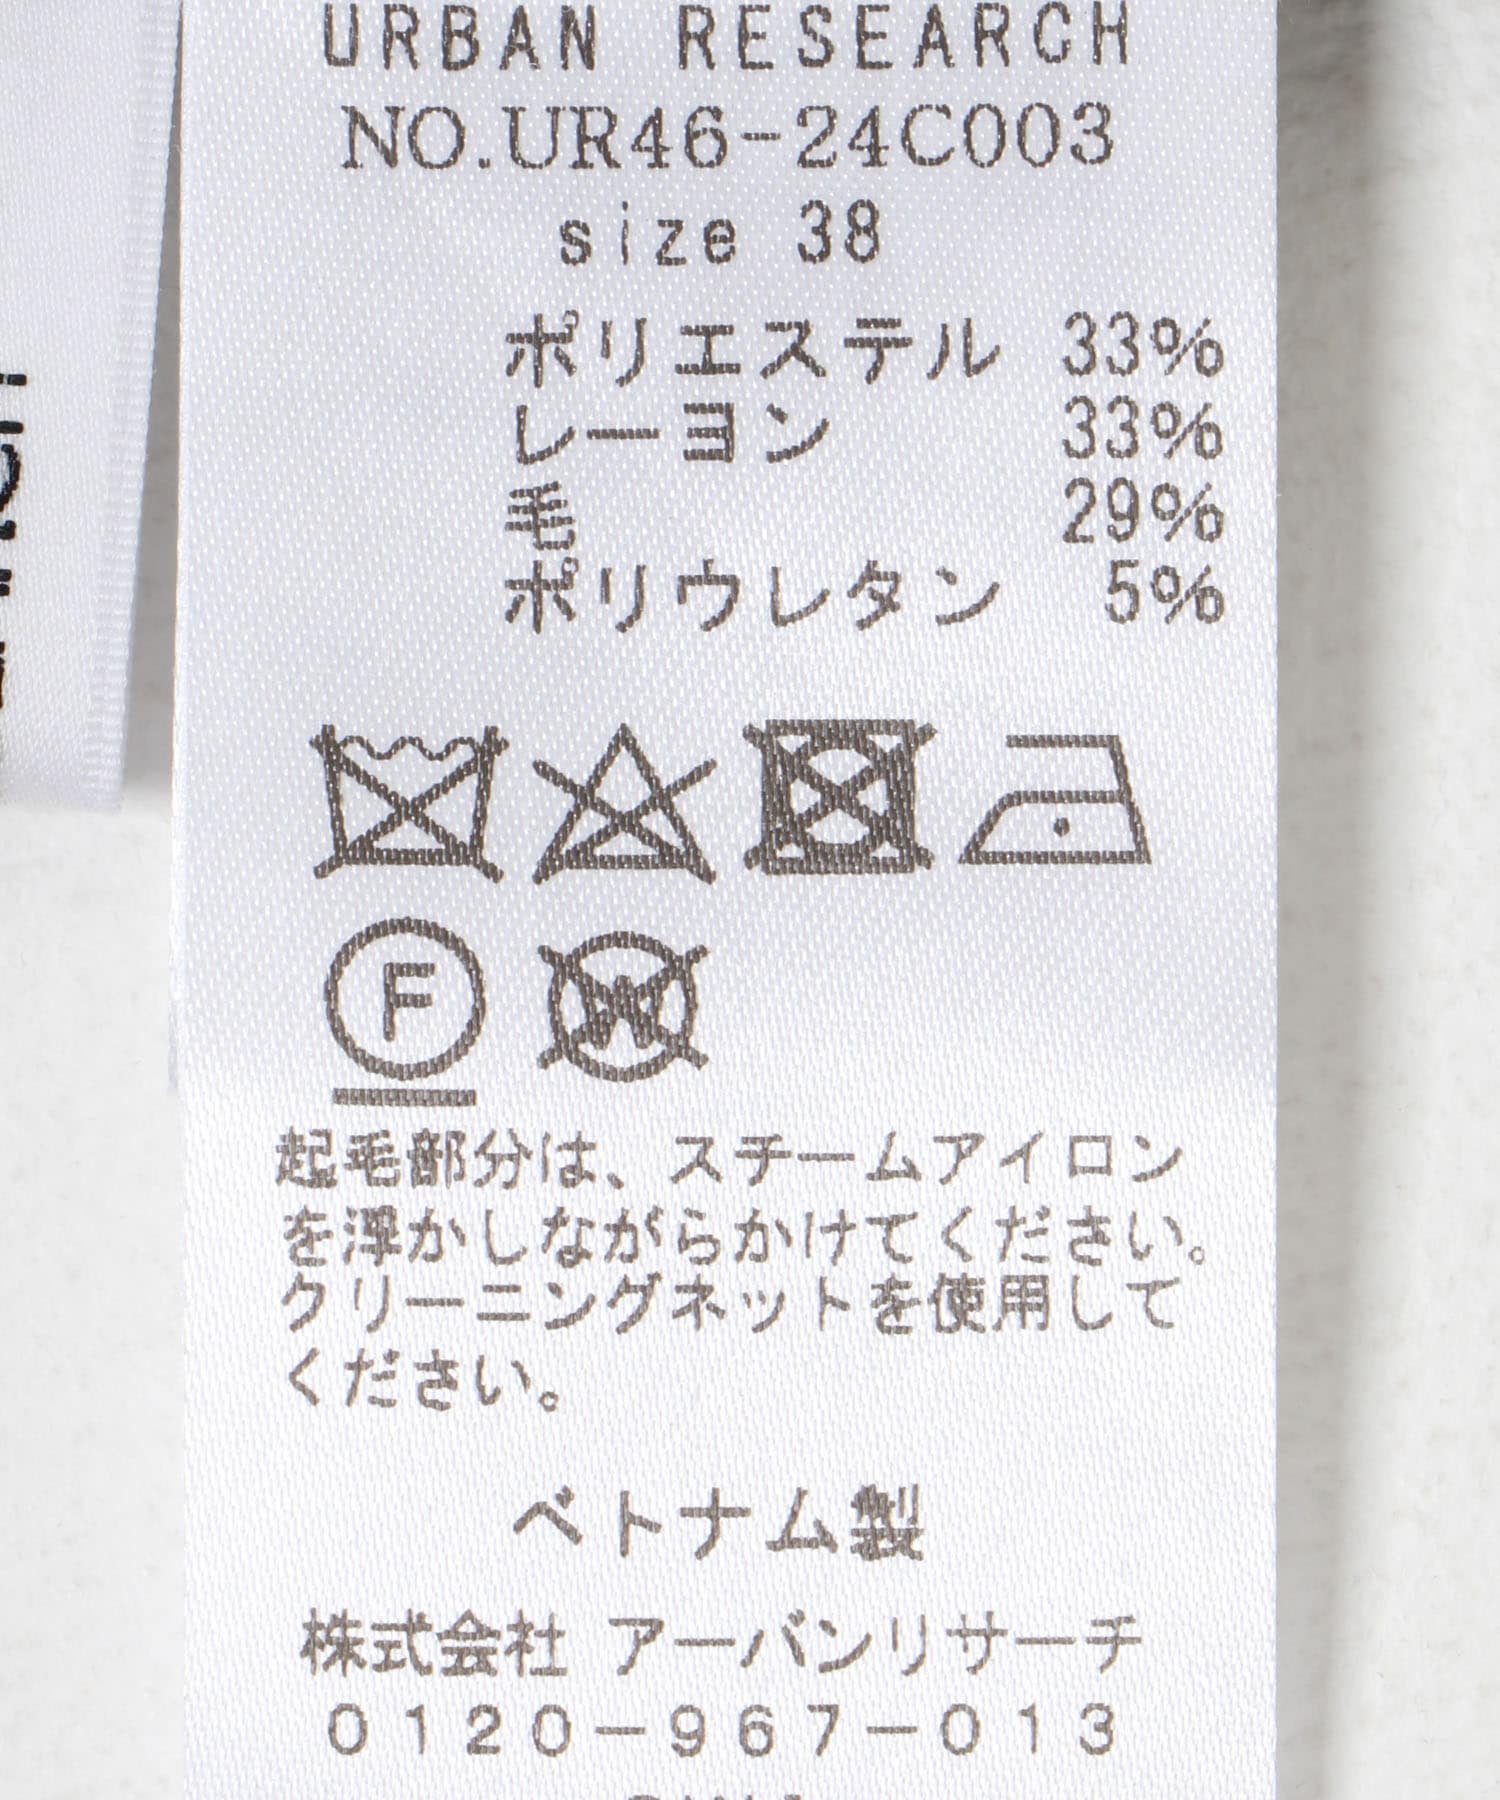 URBAN RESEARCH
NO.UR46-24C003
size 38
ポリエステル 33%
レーヨン 33%
毛 29%
ポリウレタン 5%
F
W
起毛部分は、スチームアイロン
を浮かしながらかけてください。
クリーニングネットを使用して
ください。
ベトナム製
株式会社 アーバンリサーチ
0120-967-013